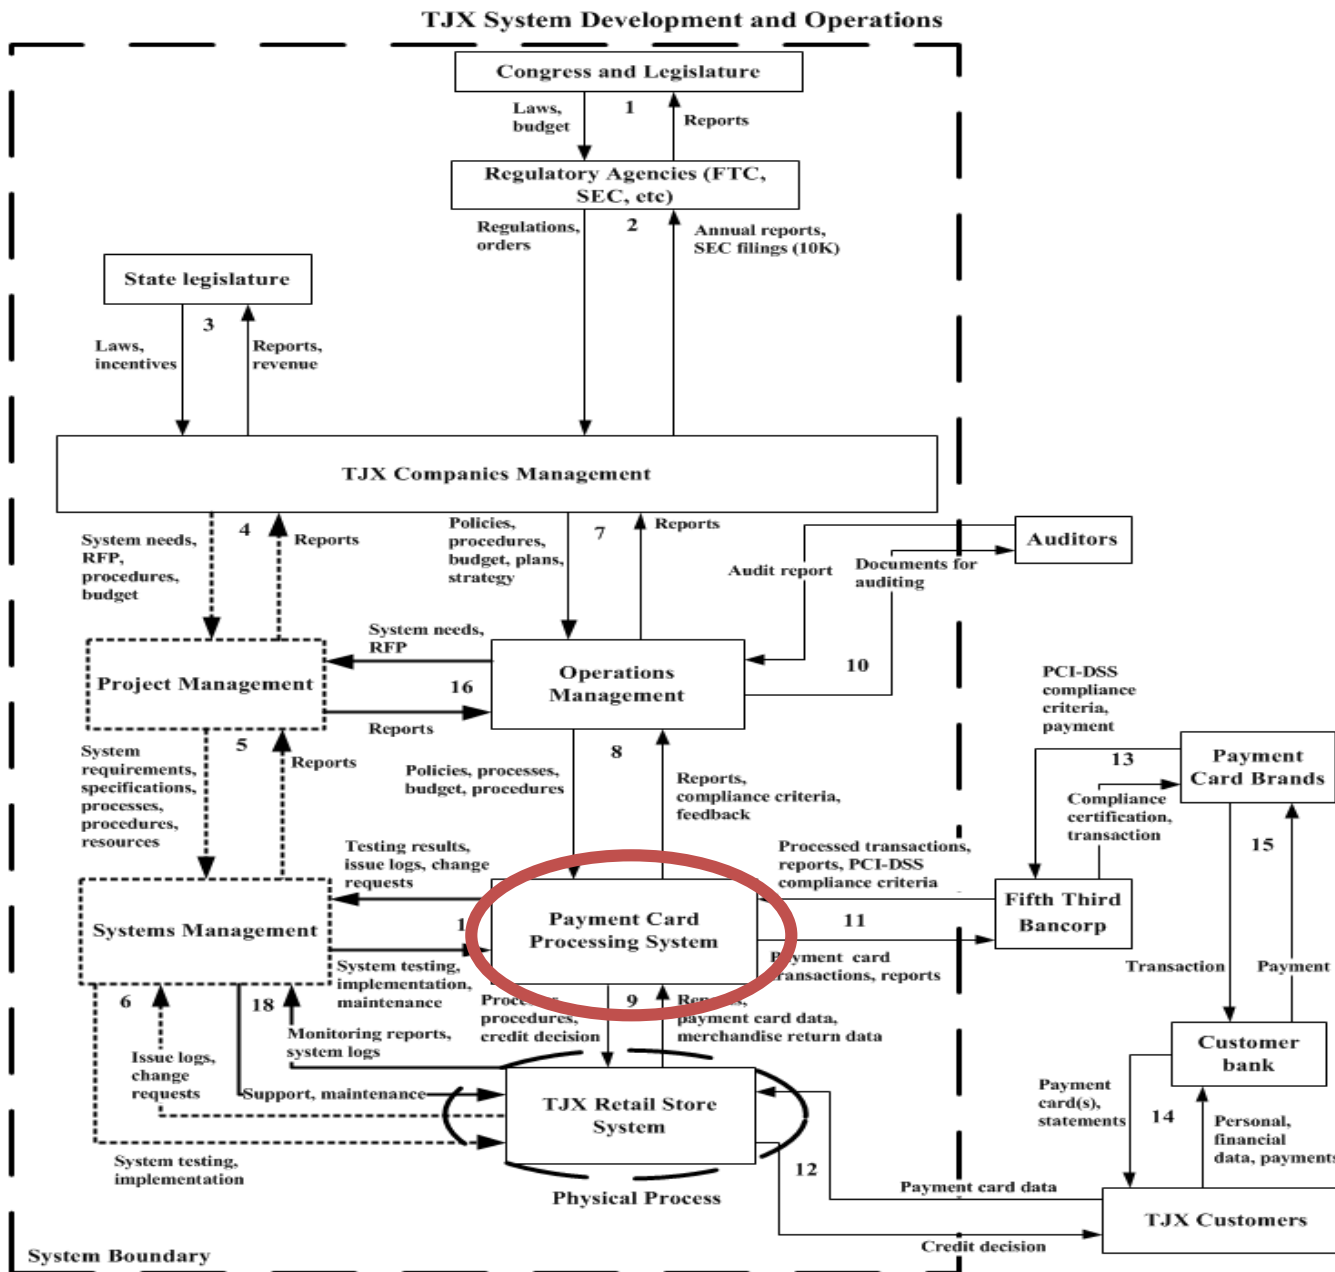 TJX System Development and Operations
Congress and Legislature
Laws,
budget
1
Reports
Regulatory Agencies (FTC,
SEC, etc)
Regulations,
orders
2
Annual reports,
SEC filings (10K)
State legislature
3
Laws,
incentives
Reports,
revenue
TJX Companies Management
4
System needs,
RFP,
procedures,
budget
Reports
Policies,
procedures,
budget, plans,
strategy
7
Reports
Auditors
Audit report
Documents for
auditing
10
System needs,
RFP
Project Management
16
Operations
Management
Reports
5
System
requirements,
specifications,
processes,
procedures,
resources
Reports
8
Policies, processes,
budget, procedures
Reports,
compliance criteria,
feedback
PCI-DSS
compliance
criteria,
payment
13
Payment
Card Brands
Compliance
certification,
transaction
15
Testing results,
issue logs, change
requests
Processed transactions,
reports, PCI-DSS
compliance criteria
Systems Management
1
Payment Card
Processing System
11
Fifth Third
Bancorp
System testing,
implementation,
maintenance
Payment card
transactions, reports
Transaction
Payment
6
18
procedures,
credit decision
9
payment card data,
merchandise return data
Monitoring reports,
system logs
Issue logs,
change
requests
Support, maintenance
TJX Retail Store
System
Customer
bank
Payment
card(s),
statements
14
Personal,
financial
data, payments
System testing,
implementation
Physical Process
12
Payment card data
TJX Customers
Credit decision
System Boundary